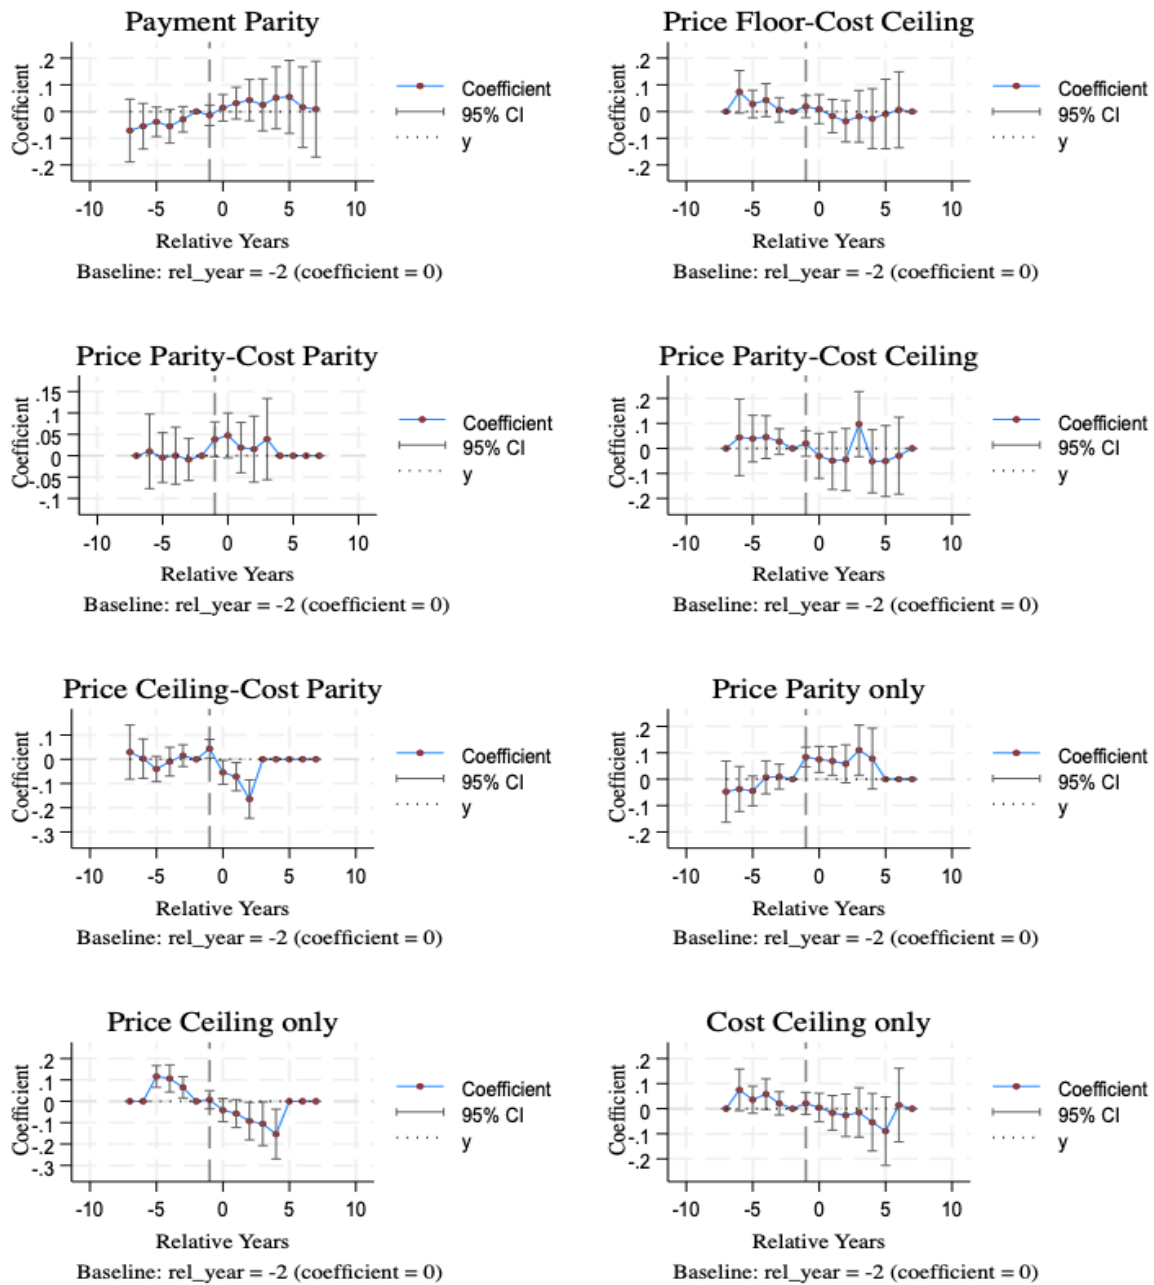 Payment Parity
.2
.1
0
-.1
-.2
Coefficient
-10 -5 0 5 10
Relative Years
Baseline: rel_year = -2 (coefficient = 0)
Coefficient
95% CI
y
Price Floor-Cost Ceiling
.2
.1
0
-.1
-.2
Coefficient
-10 -5 0 5 10
Relative Years
Baseline: rel_year = -2 (coefficient = 0)
Coefficient
95% CI
y
Price Parity-Cost Parity
.15
.1
.05
0
-.05
-.1
Coefficient
-10 -5 0 5 10
Relative Years
Baseline: rel_year = -2 (coefficient = 0)
Coefficient
95% CI
y
Price Parity-Cost Ceiling
.2
.1
0
-.1
-.2
Coefficient
-10 -5 0 5 10
Relative Years
Baseline: rel_year = -2 (coefficient = 0)
Coefficient
95% CI
y
Price Ceiling-Cost Parity
.1
0
-.1
-.2
-.3
Coefficient
-10 -5 0 5 10
Relative Years
Baseline: rel_year = -2 (coefficient = 0)
Coefficient
95% CI
y
Price Parity only
.2
.1
0
-.1
-.2
Coefficient
-10 -5 0 5 10
Relative Years
Baseline: rel_year = -2 (coefficient = 0)
Coefficient
95% CI
y
Price Ceiling only
.2
.1
0
-.1
-.2
-.3
Coefficient
-10 -5 0 5 10
Relative Years
Baseline: rel_year = -2 (coefficient = 0)
Coefficient
95% CI
y
Cost Ceiling only
.2
.1
0
-.1
-.2
Coefficient
-10 -5 0 5 10
Relative Years
Baseline: rel_year = -2 (coefficient = 0)
Coefficient
95% CI
y